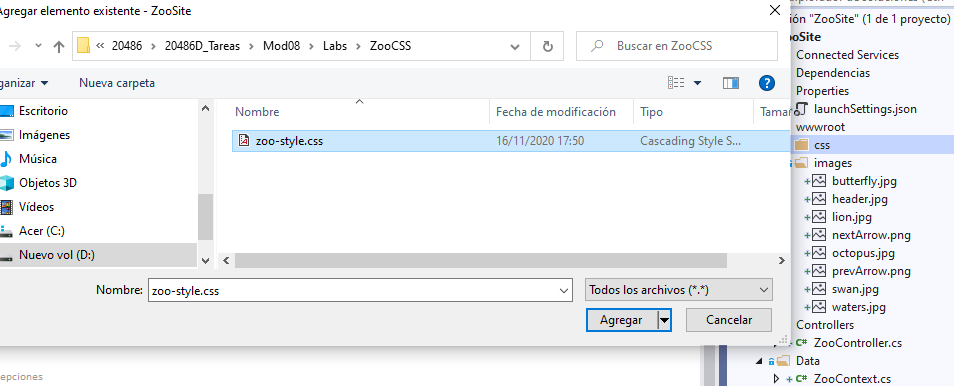 Agregar elemento existente - ZooSite
20486
20486D_Tareas
Mod08
Labs
ZooCSS
Buscar en ZooCSS
ganizar
Nueva carpeta
Escritorio
Imágenes
Música
Objetos 3D
Vídeos
Acer (C:)
Nuevo vol (D:)
Nombre
Fecha de modificación
Tipo
Tamaño
zoo-style.css
16/11/2020 17:50
Cascading Style S...
Nombre:
zoo-style.css
Todos los archivos (*.*)
Agregar
Cancelar
epciones
ión "ZooSite" (1 de 1 proyecto)
ooSite
Connected Services
Dependencias
Properties
launchSettings.json
wwwroot
css
images
butterfly.jpg
header.jpg
lion.jpg
nextArrow.png
octopus.jpg
prevArrow.png
swan.jpg
waters.jpg
Controllers
C# ZooController.cs
Data
C# ZooContext.cs